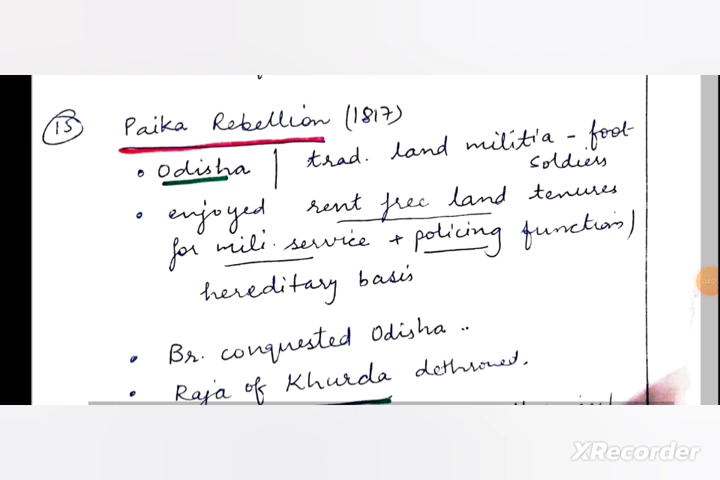 15 Paika Rebellion (1817)
• Odisha | trad. land militia - foot-
soldiers
• enjoyed rent free land tenures
for mili. service + policing function /
hereditary basis
• Br. conquested Odisha ..
• Raja of Khurda dethroned.
XRecorder